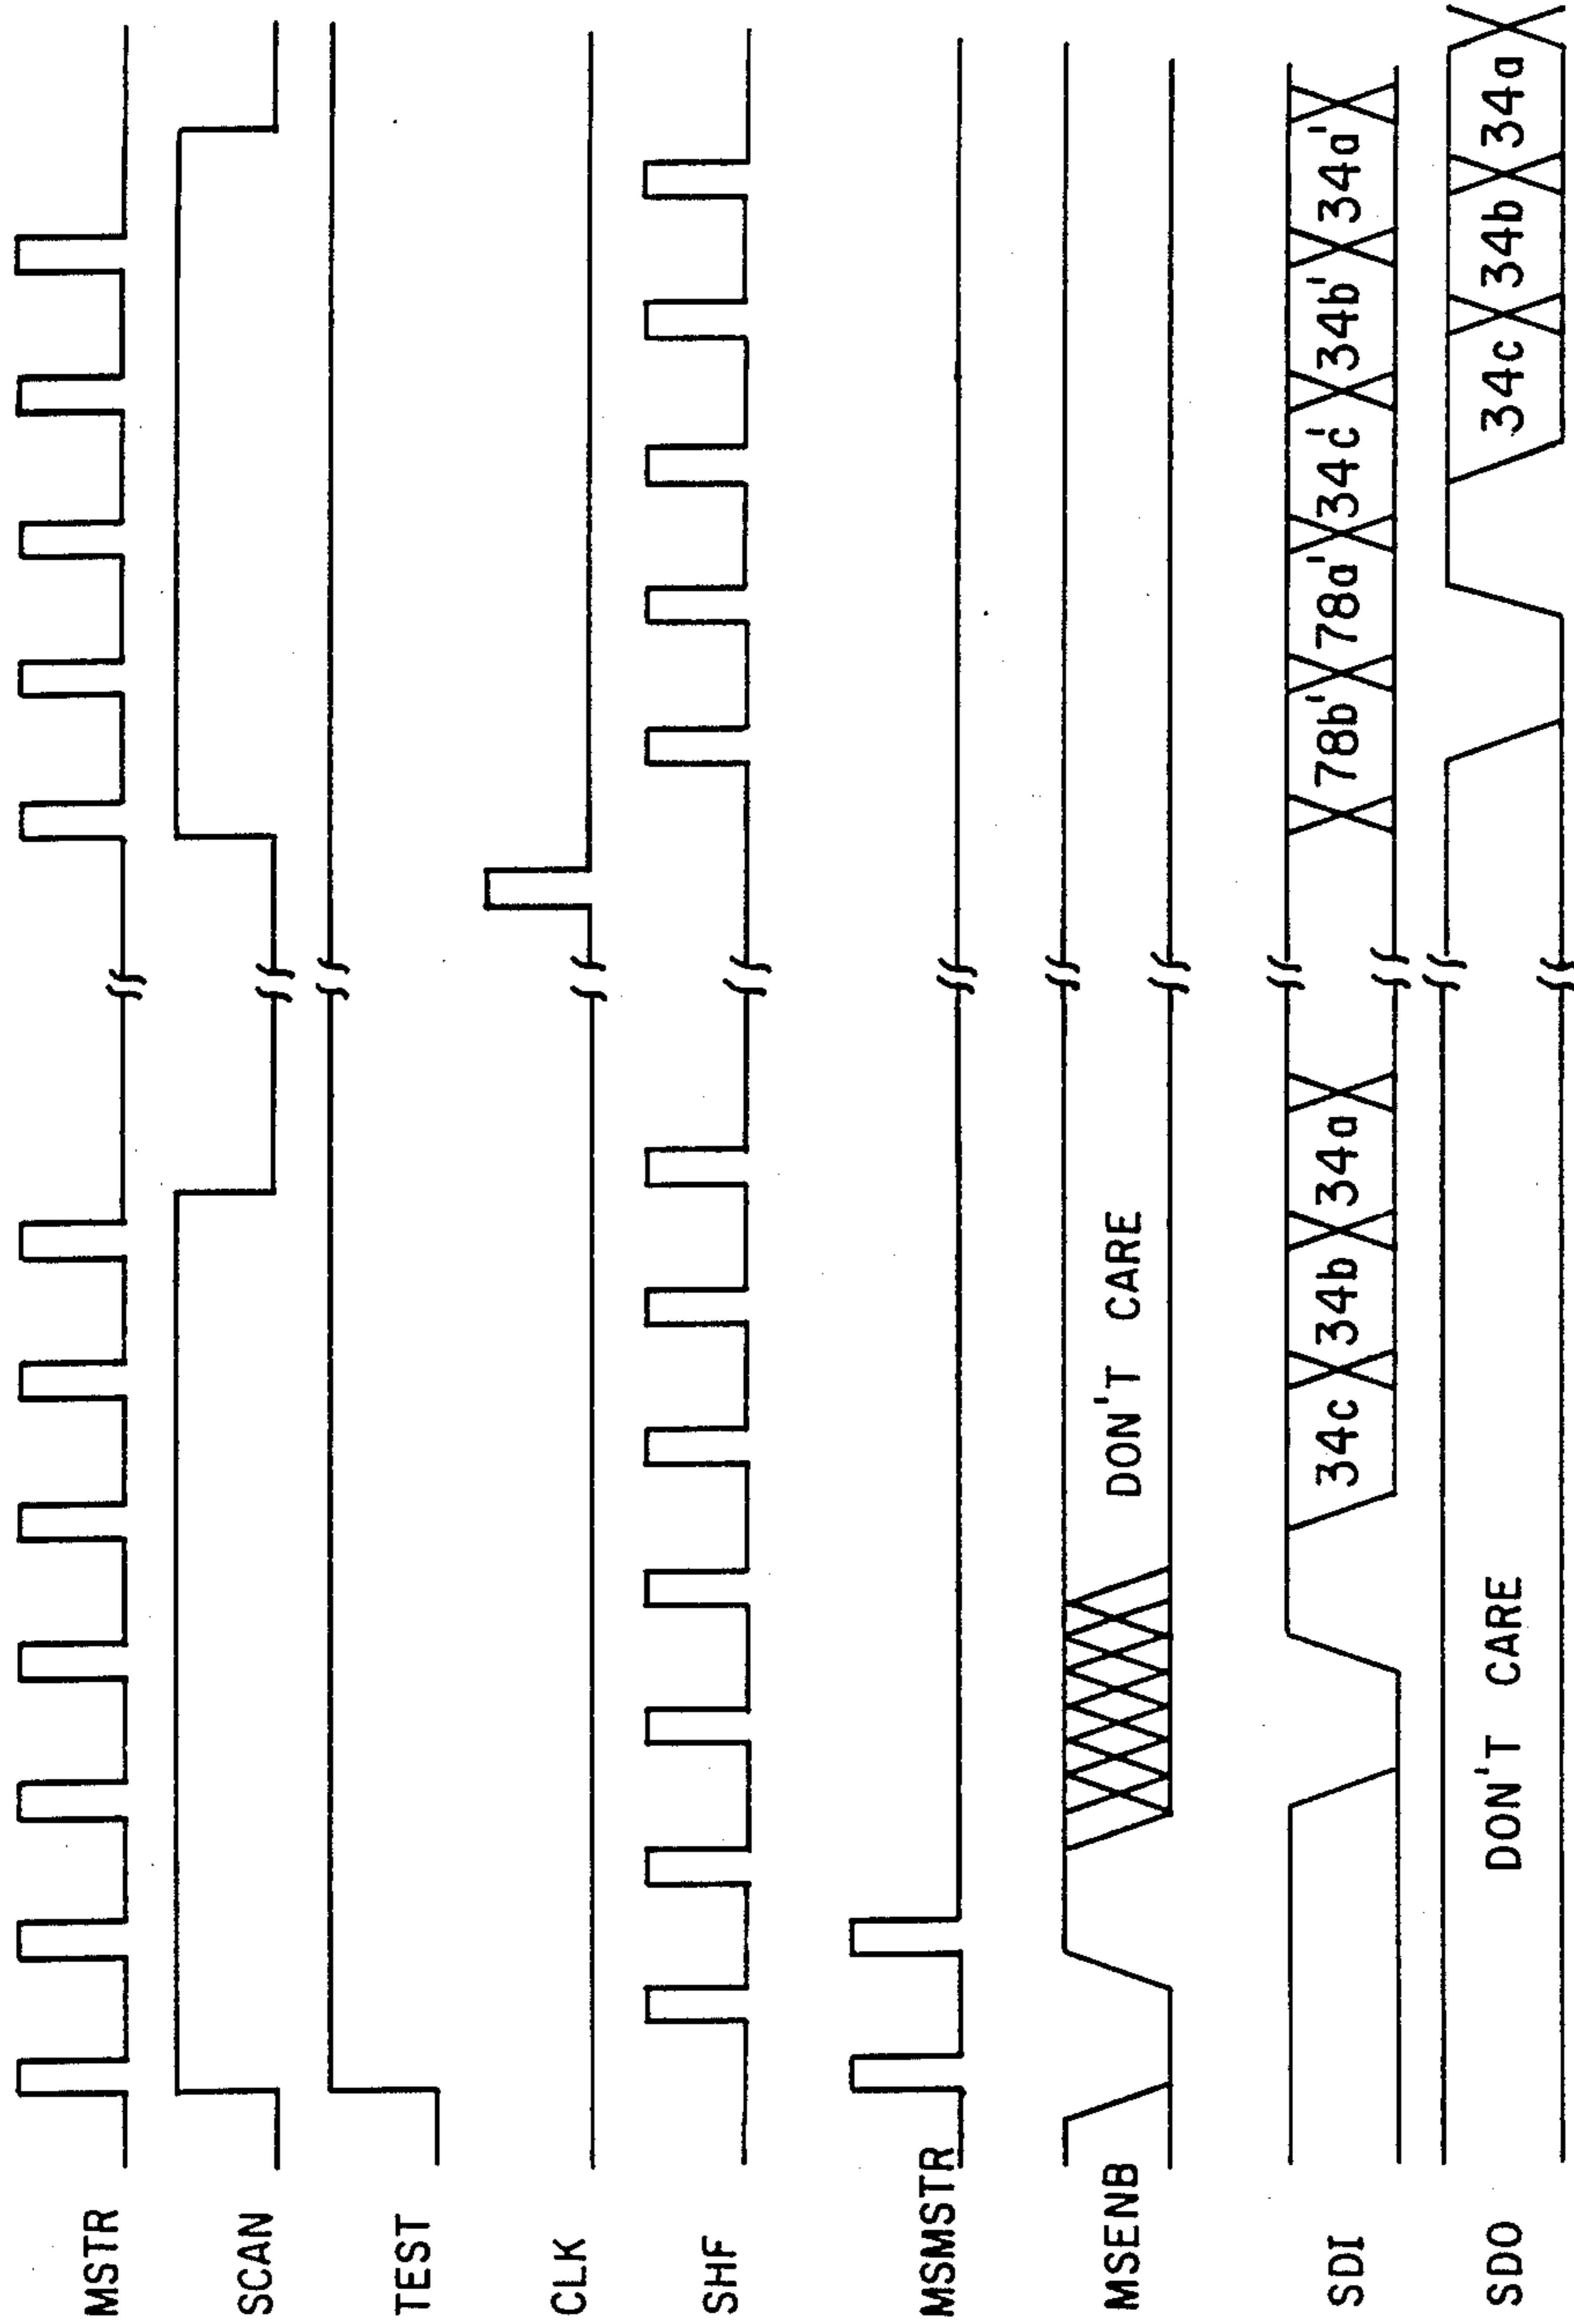 MSTR
SCAN
TEST
CLK
SHF
MSMSTR
MSENB DON'T CARE
SDI 34c 34b 34a 78b' 78a' 34c' 34b' 34a'
SDO DON'T CARE 34c 34b 34a